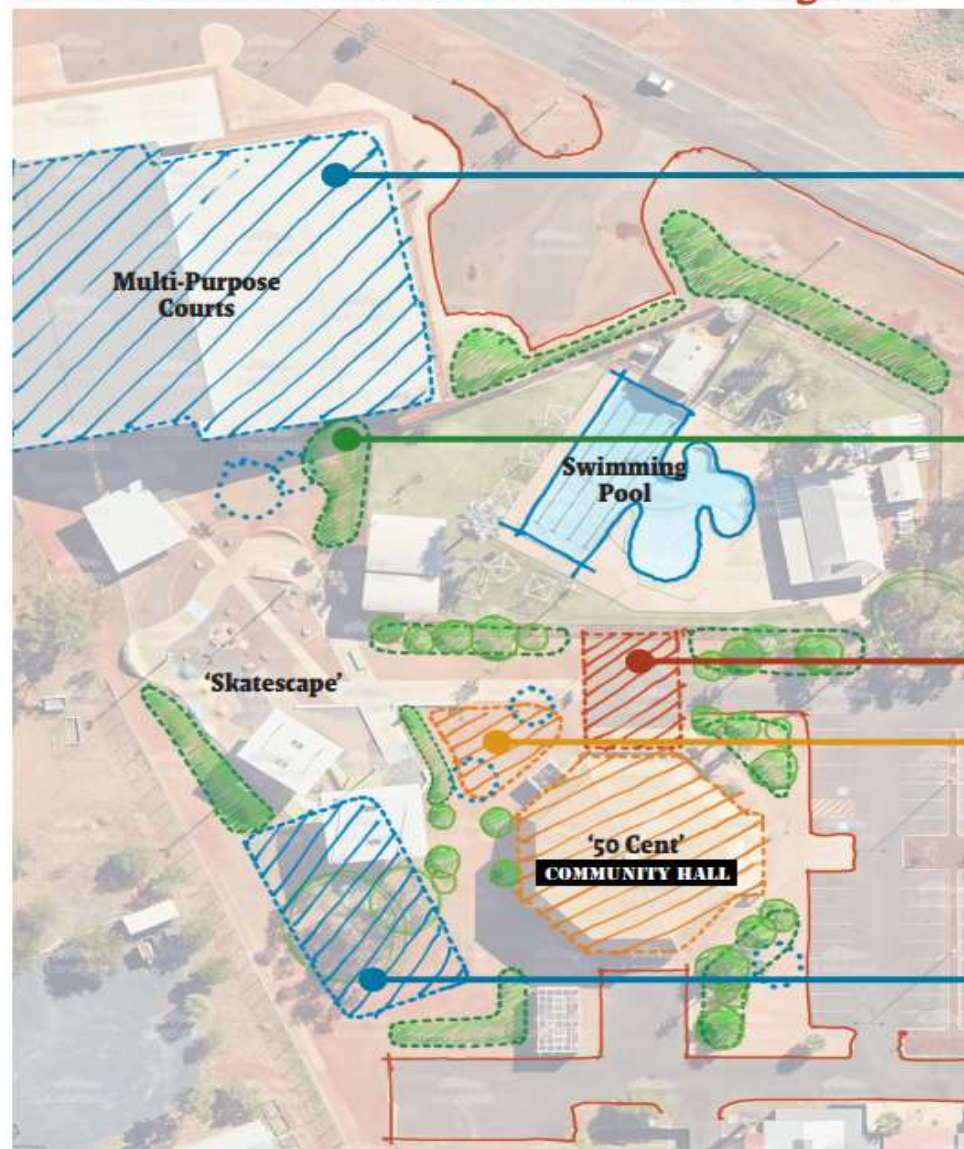 Multi-Purpose
Courts
Swimming
Pool
'Skatescape'
'50 Cent'
COMMUNITY HALL